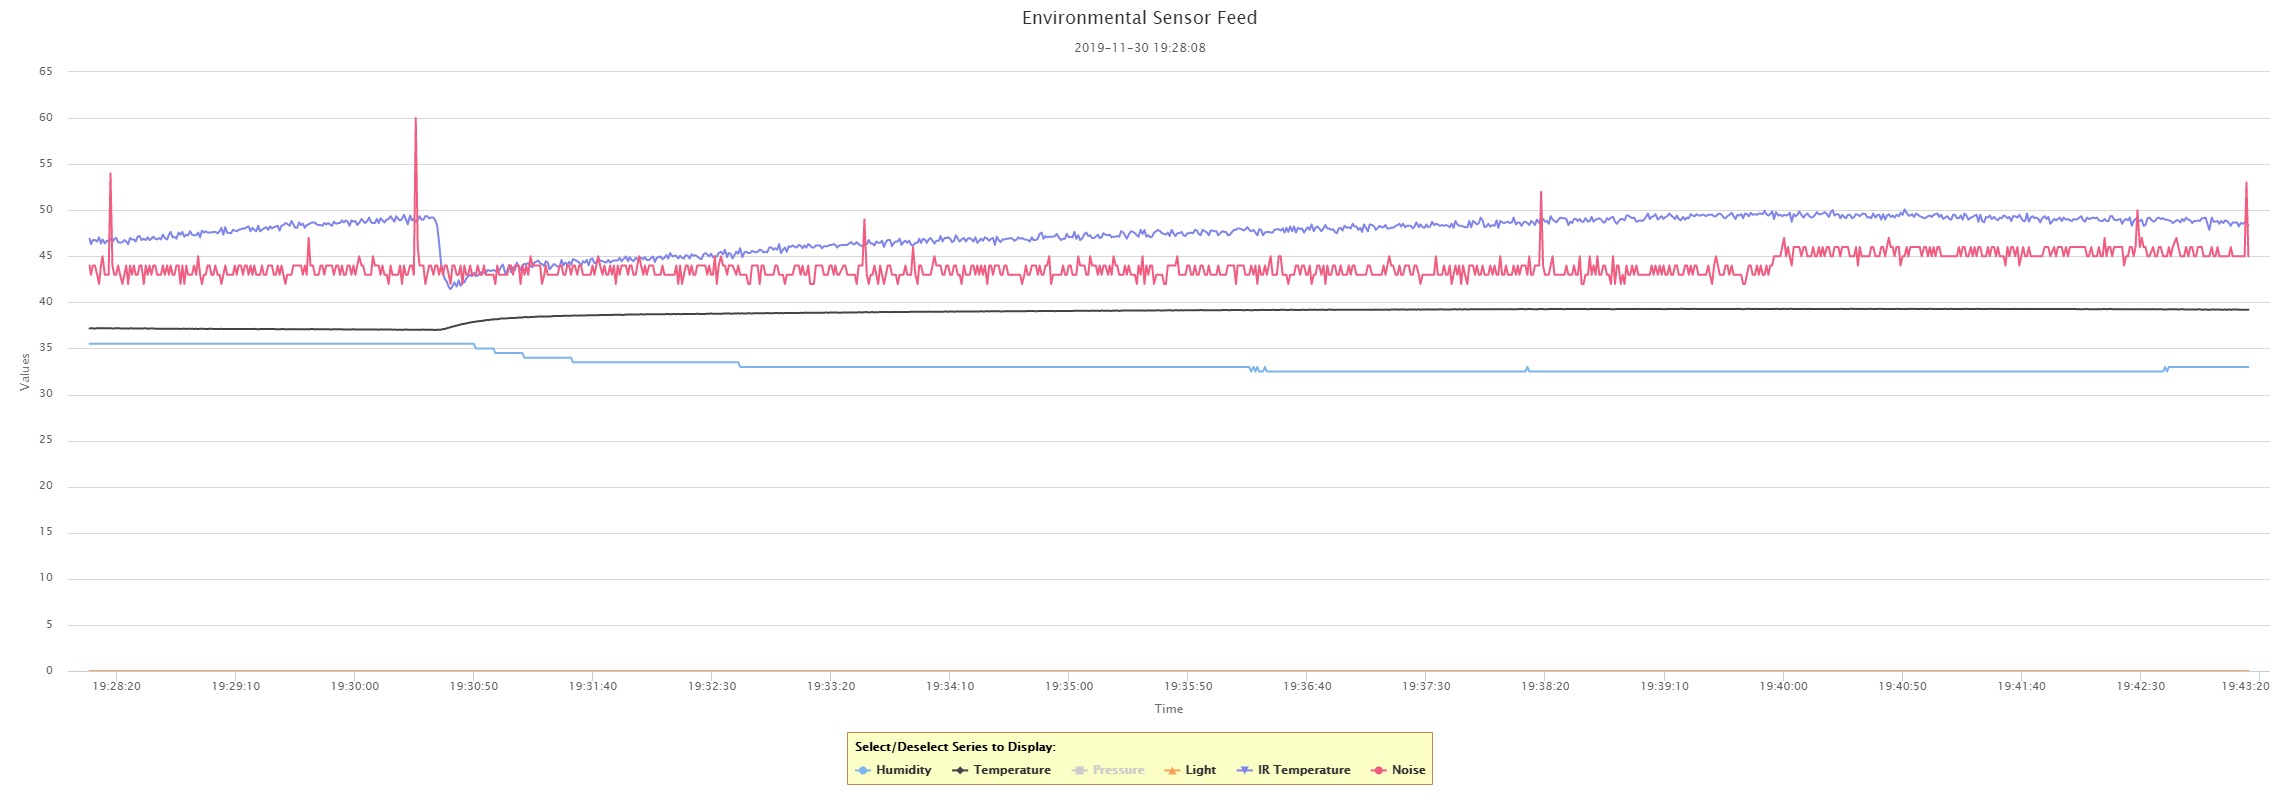 Environmental Sensor Feed
2019-11-30 19:28:08
65
60
55
50
45
40
35
30
25
20
15
10
5
0
Values
19:28:20 19:29:10 19:30:00 19:30:50 19:31:40 19:32:30 19:33:20 19:34:10 19:35:00 19:35:50 19:36:40 19:37:30 19:38:20 19:39:10 19:40:00 19:40:50 19:41:40 19:42:30 19:43:20
Time
Select/Deselect Series to Display:
Humidity Temperature Pressure Light IR Temperature Noise